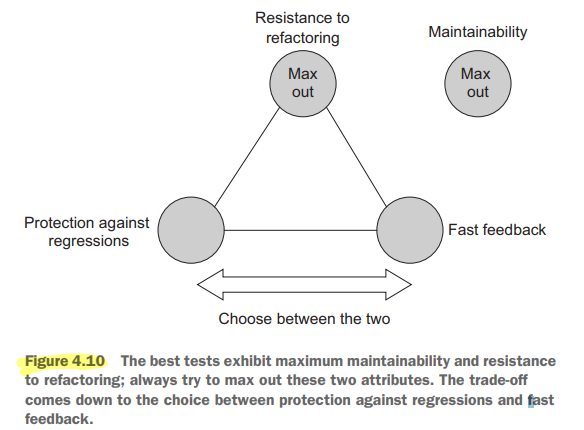 Resistance to
refactoring
Maintainability
Max
out
Max
out
Protection against
regressions
Fast feedback
Choose between the two
Figure 4.10 The best tests exhibit maximum maintainability and resistance
to refactoring; always try to max out these two attributes. The trade-off
comes down to the choice between protection against regressions and fast
feedback.